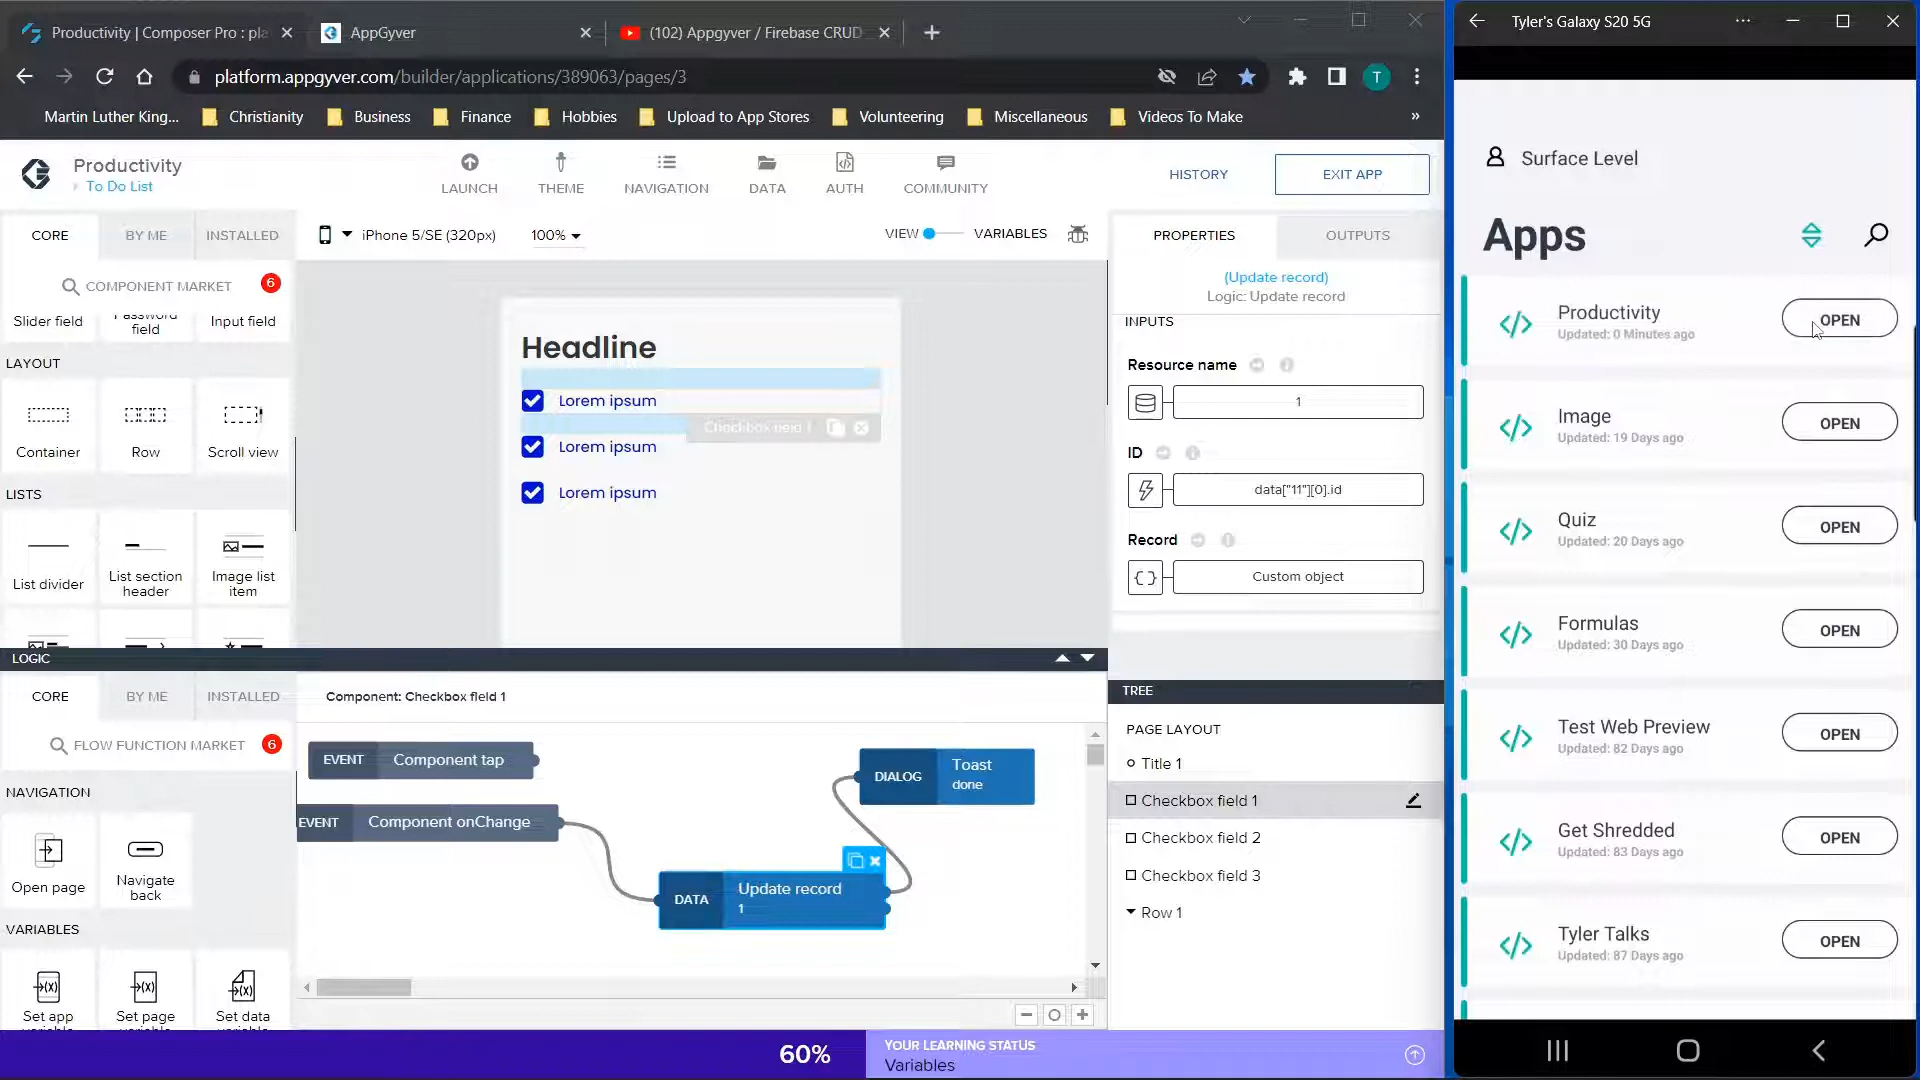 Productivity | Composer Pro : pla
AppGyver
(102) Appgyver / Firebase CRUD
platform.appgyver.com/builder/applications/389063/pages/3
T
Martin Luther King...
Christianity
Business
Finance
Hobbies
Upload to App Stores
Volunteering
Miscellaneous
Videos To Make
»
Productivity
To Do List
LAUNCH
THEME
NAVIGATION
DATA
AUTH
COMMUNITY
HISTORY
EXIT APP
CORE
BY ME
INSTALLED
iPhone 5/SE (320px)
100%
VIEW
VARIABLES
PROPERTIES
OUTPUTS
COMPONENT MARKET
6
Slider field
Password field
Input field
LAYOUT
Container
Row
Scroll view
LISTS
List divider
List section header
Image list item
Headline
Lorem ipsum
Checkbox field 1
Lorem ipsum
Lorem ipsum
(Update record)
Logic: Update record
INPUTS
Resource name
1
ID
data["11"][0].id
Record
Custom object
LOGIC
CORE
BY ME
INSTALLED
FLOW FUNCTION MARKET
6
NAVIGATION
Open page
Navigate back
VARIABLES
Set app variable
Set page variable
Set data variable
Component: Checkbox field 1
EVENT
Component tap
EVENT
Component onChange
DATA
Update record
1
DIALOG
Toast
done
TREE
PAGE LAYOUT
Title 1
Checkbox field 1
Checkbox field 2
Checkbox field 3
Row 1
60%
YOUR LEARNING STATUS
Variables
Tyler's Galaxy S20 5G
Surface Level
Apps
Productivity
Updated: 0 Minutes ago
OPEN
Image
Updated: 19 Days ago
OPEN
Quiz
Updated: 20 Days ago
OPEN
Formulas
Updated: 30 Days ago
OPEN
Test Web Preview
Updated: 82 Days ago
OPEN
Get Shredded
Updated: 83 Days ago
OPEN
Tyler Talks
Updated: 87 Days ago
OPEN